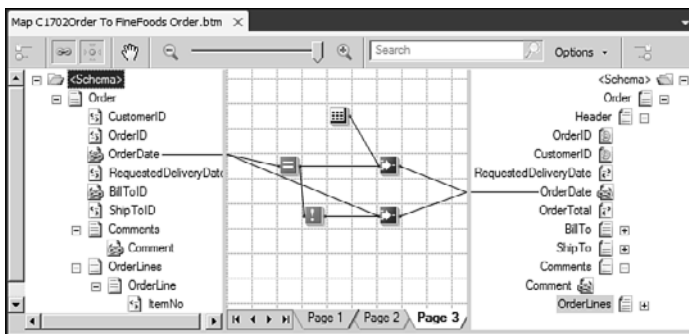 Map C1702Order To FineFoods Order.btm
Search
Options
<Schema>
Order
CustomerID
OrderID
OrderDate
RequestedDeliveryDate
BillToID
ShipToID
Comments
Comment
OrderLines
OrderLine
ItemNo
Page 1
Page 2
Page 3
<Schema>
Order
Header
OrderID
CustomerID
RequestedDeliveryDate
OrderDate
OrderTotal
BillTo
ShipTo
Comments
Comment
OrderLines